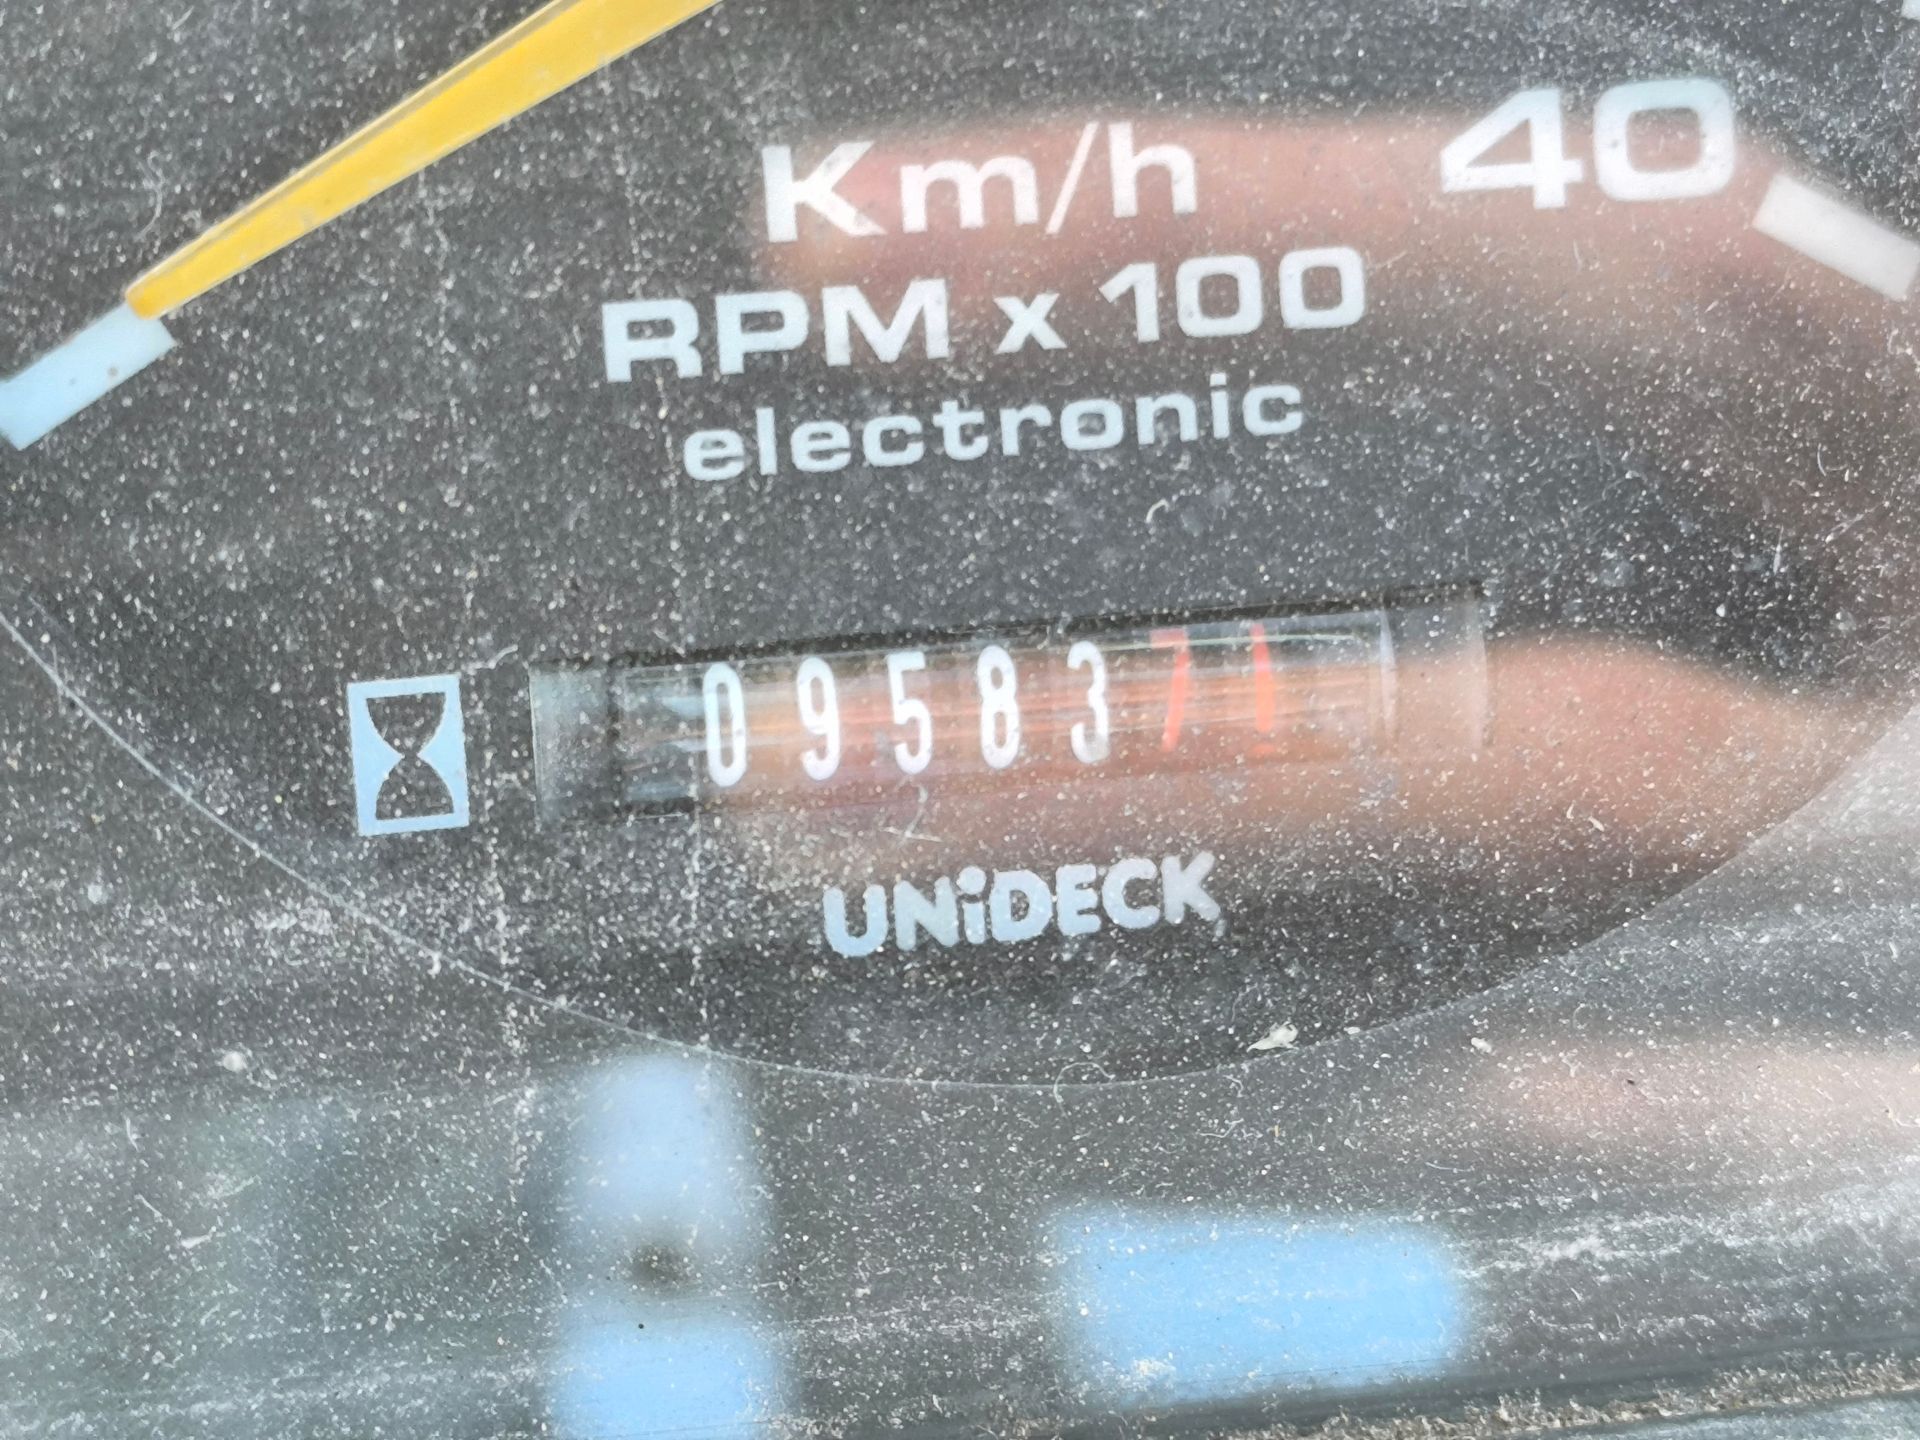 40
Km/h
RPM x 100
electronic
0958371
UNiDECK